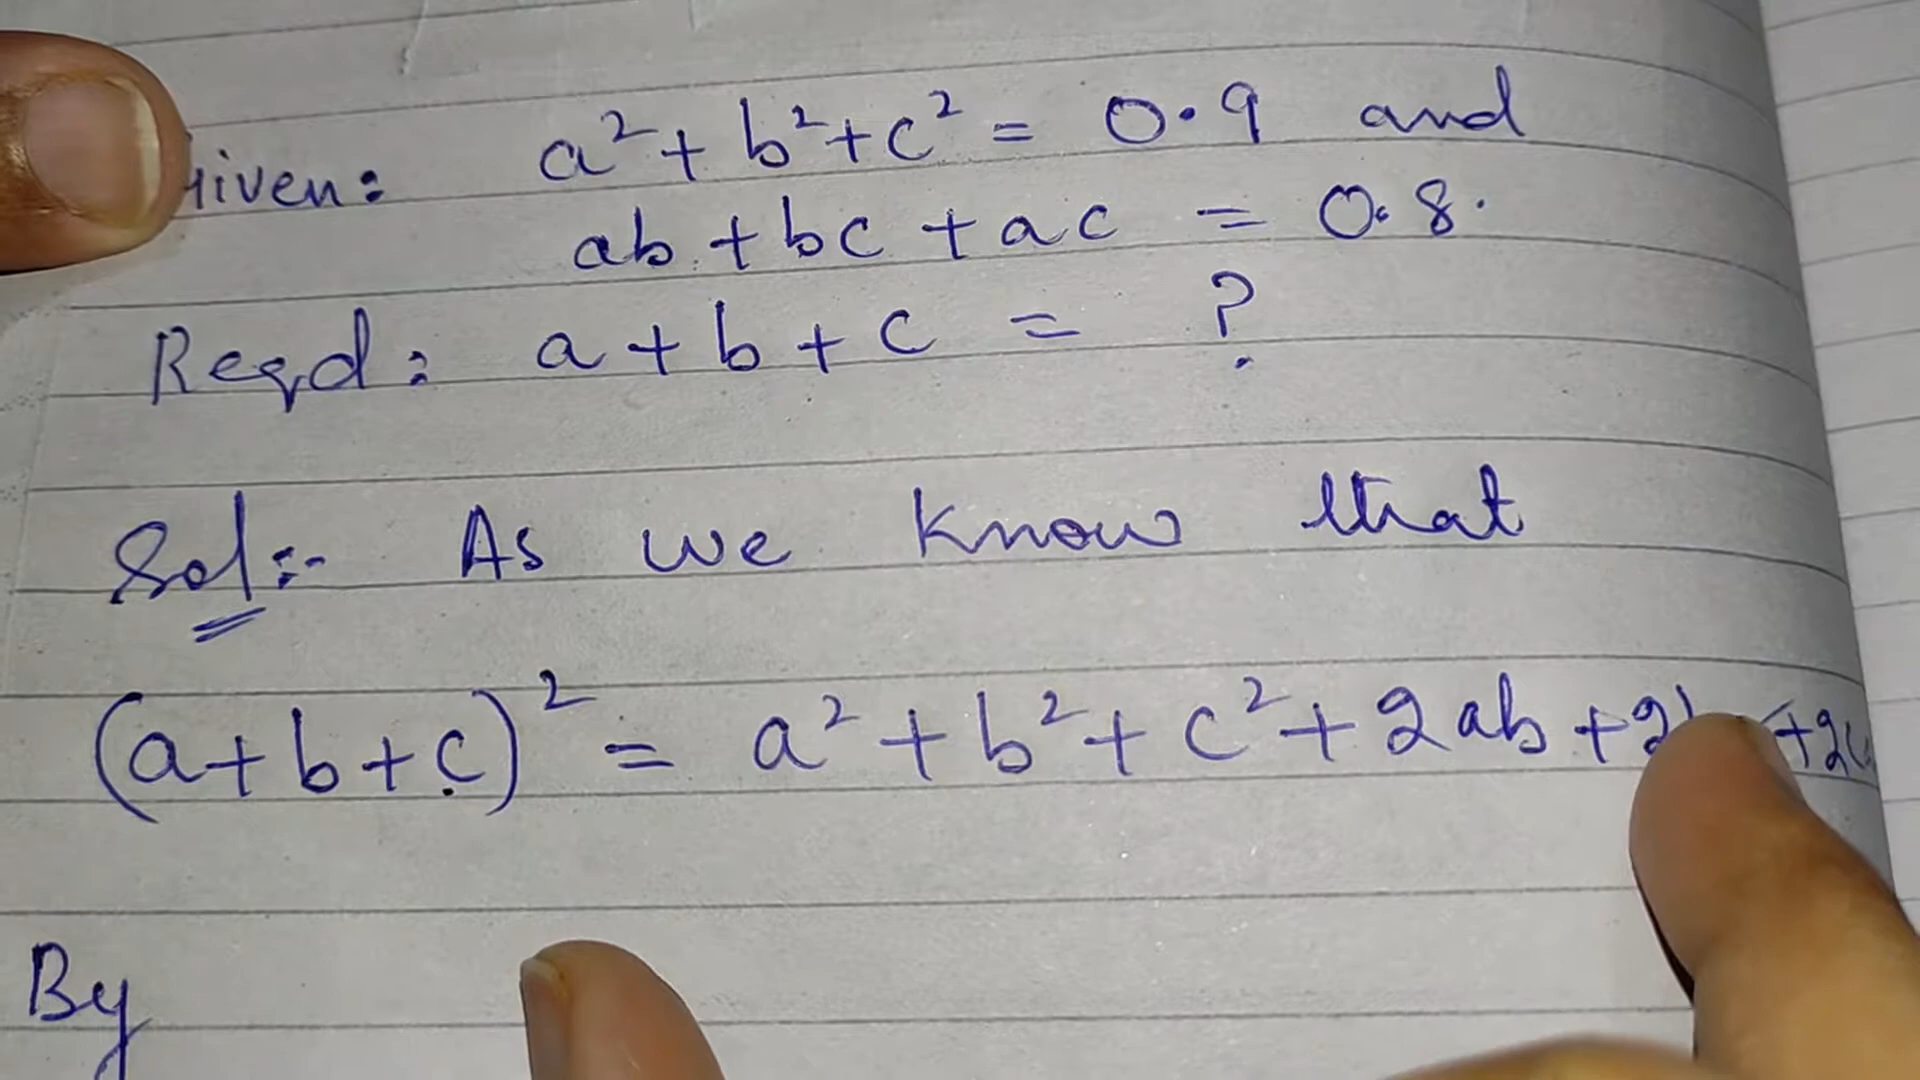 a² + b² + c² = 0.9 and
ab + bc + ac = 0.8.
Reqd: a + b + c = ?
Sol:- As we know that
(a+b+c)² = a² + b² + c² + 2ab +
By